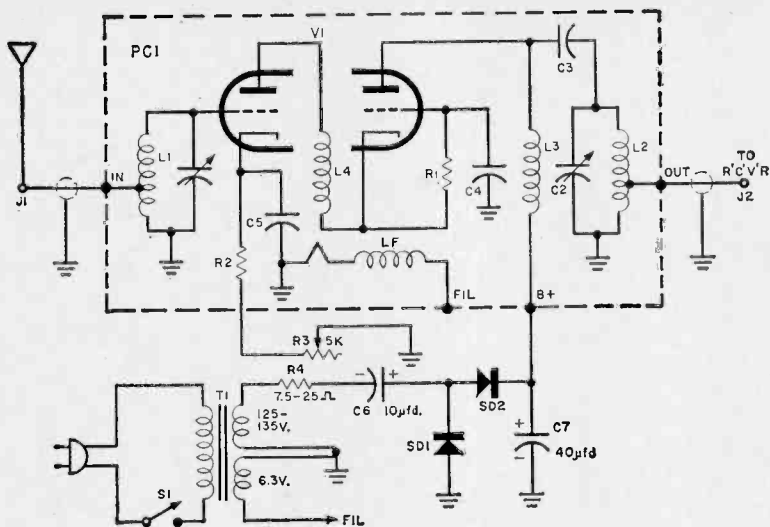 PC1
V1
C3
L1
L4
R1
C4
L3
C2
L2
IN
OUT
TO
R'C'V'R
J1
J2
C5
LF
R2
FIL
B+
R3 5K
R4
7.5-25Ω
C6
- +
10µfd.
SD2
SD1
+
C7
40µfd
-
T1
125-
135V.
6.3V.
S1
FIL